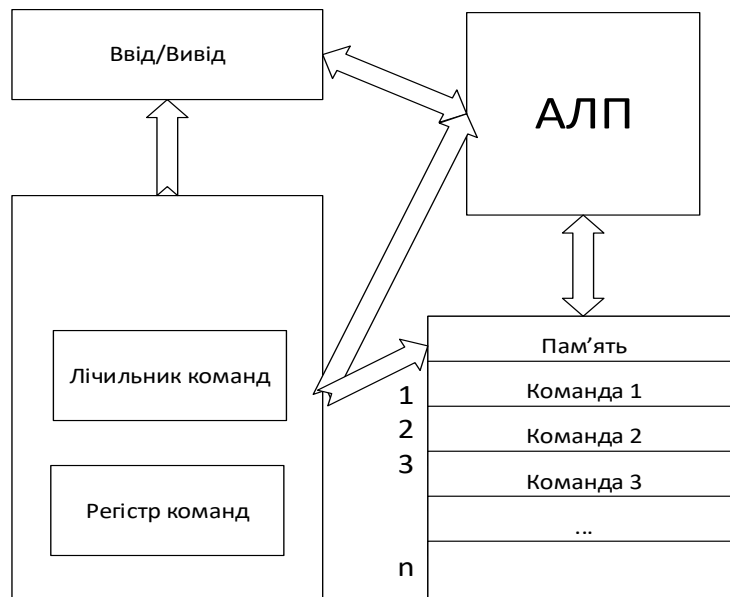 Ввід/Вивід
АЛП
Лічильник команд
Регістр команд
Пам’ять
1
Команда 1
2
Команда 2
3
Команда 3
...
n